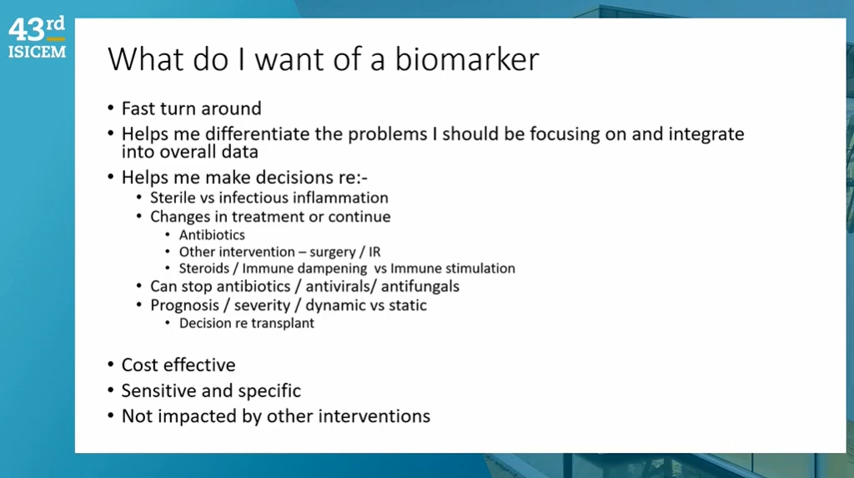 43rd
ISICEM
What do I want of a biomarker
• Fast turn around
• Helps me differentiate the problems I should be focusing on and integrate
into overall data
• Helps me make decisions re:-
• Sterile vs infectious inflammation
• Changes in treatment or continue
• Antibiotics
• Other intervention – surgery / IR
• Steroids / Immune dampening vs Immune stimulation
• Can stop antibiotics / antivirals/ antifungals
• Prognosis / severity / dynamic vs static
• Decision re transplant
• Cost effective
• Sensitive and specific
• Not impacted by other interventions